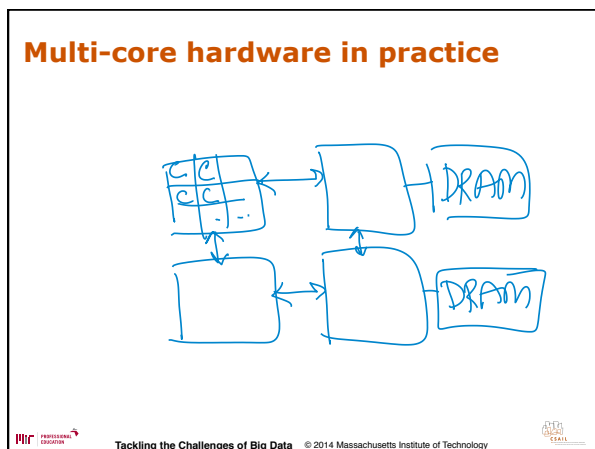 Multi-core hardware in practice
C C
C C
. ..
DRAM
DRAM
MIT PROFESSIONAL
EDUCATION
Tackling the Challenges of Big Data © 2014 Massachusetts Institute of Technology
CSAIL